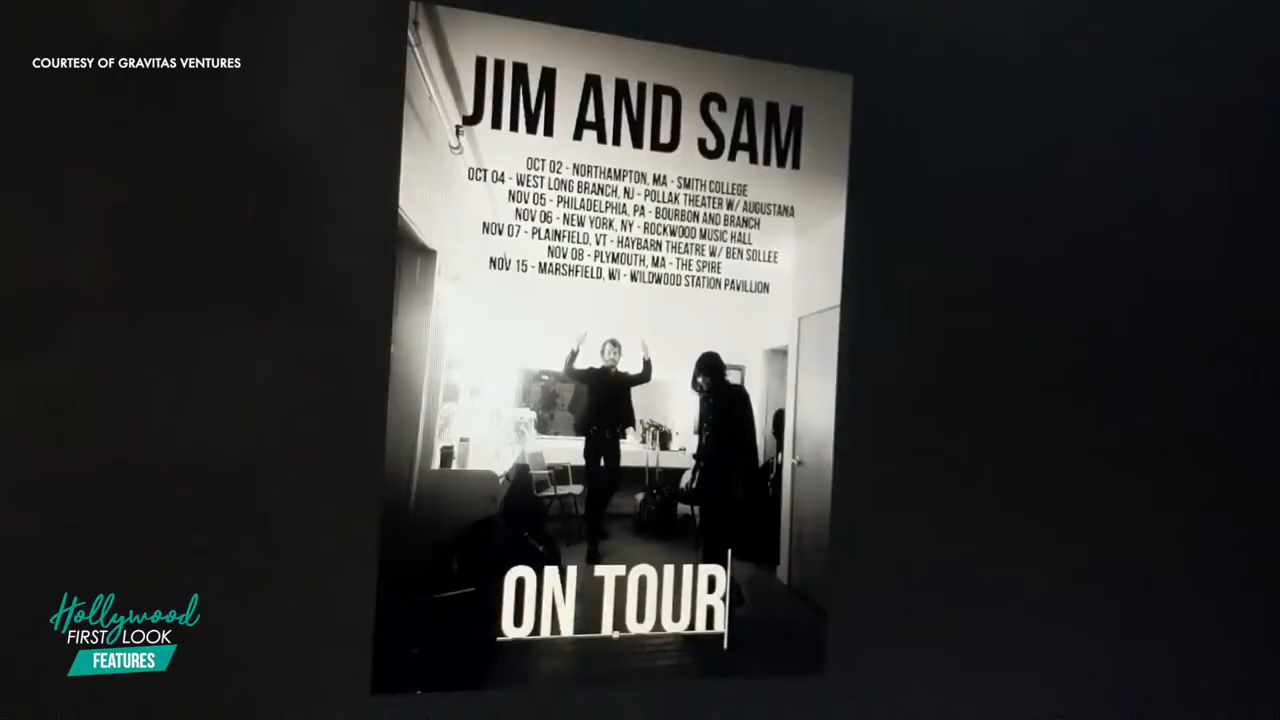 COURTESY OF GRAVITAS VENTURES
JIM AND SAM
OCT 02 - NORTHAMPTON, MA - SMITH COLLEGE
OCT 04 - WEST LONG BRANCH, NJ - POLLAK THEATER W/ AUGUSTANA
NOV 05 - PHILADELPHIA, PA - BOURBON AND BRANCH
NOV 06 - NEW YORK, NY - ROCKWOOD MUSIC HALL
NOV 07 - PLAINFIELD, VT - HAYBARN THEATRE W/ BEN SOLLEE
NOV 08 - PLYMOUTH, MA - THE SPIRE
NOV 15 - MARSHFIELD, WI - WILDWOOD STATION PAVILLION
ON TOUR
Hollywood
FIRST LOOK
FEATURES